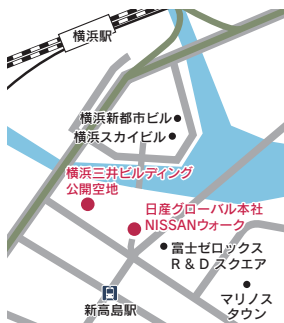 横浜駅
横浜新都市ビル
横浜スカイビル
横浜三井ビルディング
公開空地
日産グローバル本社
NISSANウォーク
富士ゼロックス
R & D スクエア
新高島駅
マリノス
タウン